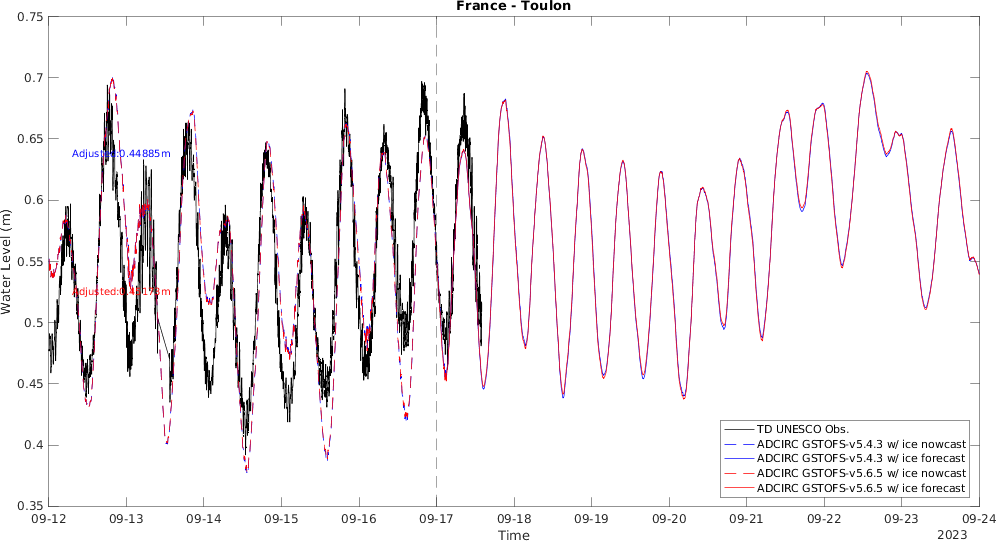 France - Toulon
0.75
0.7
0.65
0.6
0.55
0.5
0.45
0.4
0.35
Water Level (m)
Adjusted:0.44885m
TD UNESCO Obs.
ADCIRC GSTOFS-v5.4.3 w/ ice nowcast
ADCIRC GSTOFS-v5.4.3 w/ ice forecast
ADCIRC GSTOFS-v5.6.5 w/ ice nowcast
ADCIRC GSTOFS-v5.6.5 w/ ice forecast
09-12 09-13 09-14 09-15 09-16 09-17 09-18 09-19 09-20 09-21 09-22 09-23 09-24
Time
2023